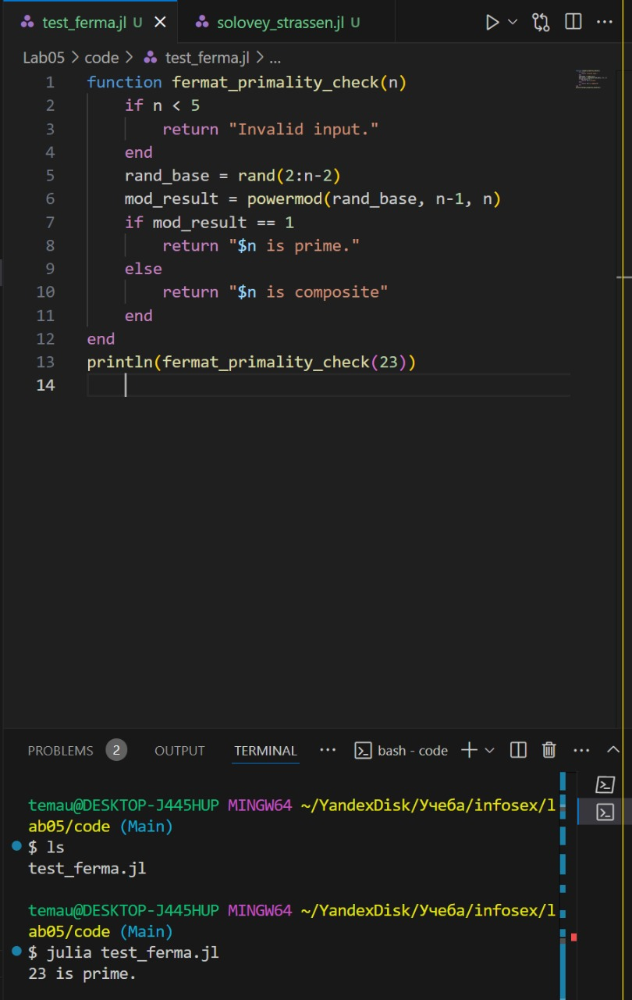 test_ferma.jl U
solovey_strassen.jl U
Lab05 > code > test_ferma.jl > ...
1 function fermat_primality_check(n)
2     if n < 5
3         return "Invalid input."
4     end
5     rand_base = rand(2:n-2)
6     mod_result = powermod(rand_base, n-1, n)
7     if mod_result == 1
8         return "$n is prime."
9     else
10         return "$n is composite"
11     end
12 end
13 println(fermat_primality_check(23))
14
PROBLEMS 2 OUTPUT TERMINAL ... bash - code
temau@DESKTOP-J445HUP MINGW64 ~/YandexDisk/Учеба/infosex/l
ab05/code (Main)
$ ls
test_ferma.jl
temau@DESKTOP-J445HUP MINGW64 ~/YandexDisk/Учеба/infosex/l
ab05/code (Main)
$ julia test_ferma.jl
23 is prime.